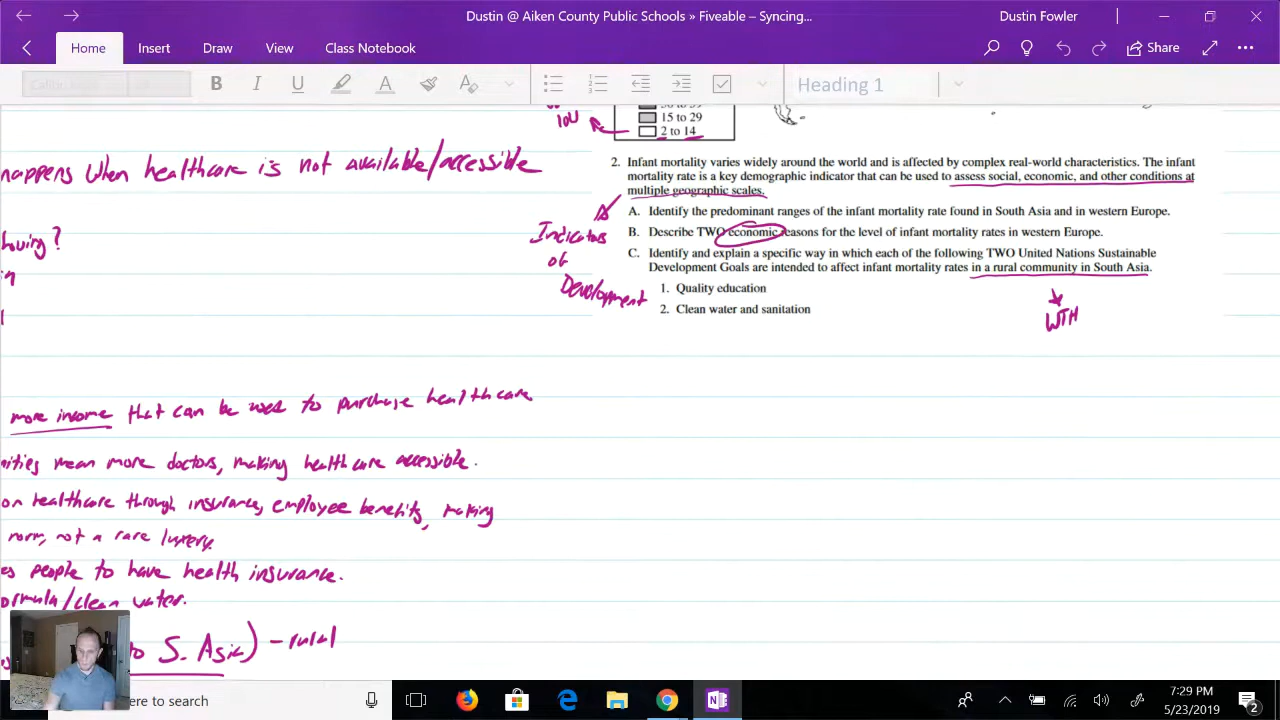 Dustin @ Aiken County Public Schools » Fiveable – Syncing...
Dustin Fowler
Home Insert Draw View Class Notebook
Share
B I U A
Heading 1
15 to 29
2 to 14
low
happens when healthcare is not available/accessible
2. Infant mortality varies widely around the world and is affected by complex real-world characteristics. The infant
mortality rate is a key demographic indicator that can be used to assess social, economic, and other conditions at
multiple geographic scales.
A. Identify the predominant ranges of the infant mortality rate found in South Asia and in western Europe.
B. Describe TWO economic reasons for the level of infant mortality rates in western Europe.
C. Identify and explain a specific way in which each of the following TWO United Nations Sustainable
Development Goals are intended to affect infant mortality rates in a rural community in South Asia.
1. Quality education
2. Clean water and sanitation
Indicators
of
Development
WTH
more income that can be used to purchase healthcare
mean more doctors, making healthcare accessible.
on healthcare through insurance, employee benefits, making
norm, not a rare luxury.
people to have health insurance.
ormula/clean water.
to S. Asia) - rural
ere to search
7:29 PM
5/23/2019
2